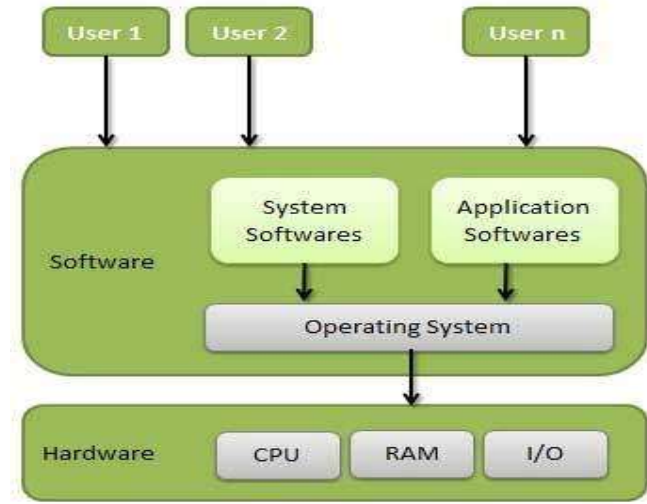 User 1
User 2
User n
System
Softwares
Application
Softwares
Software
Operating System
Hardware
CPU
RAM
I/O